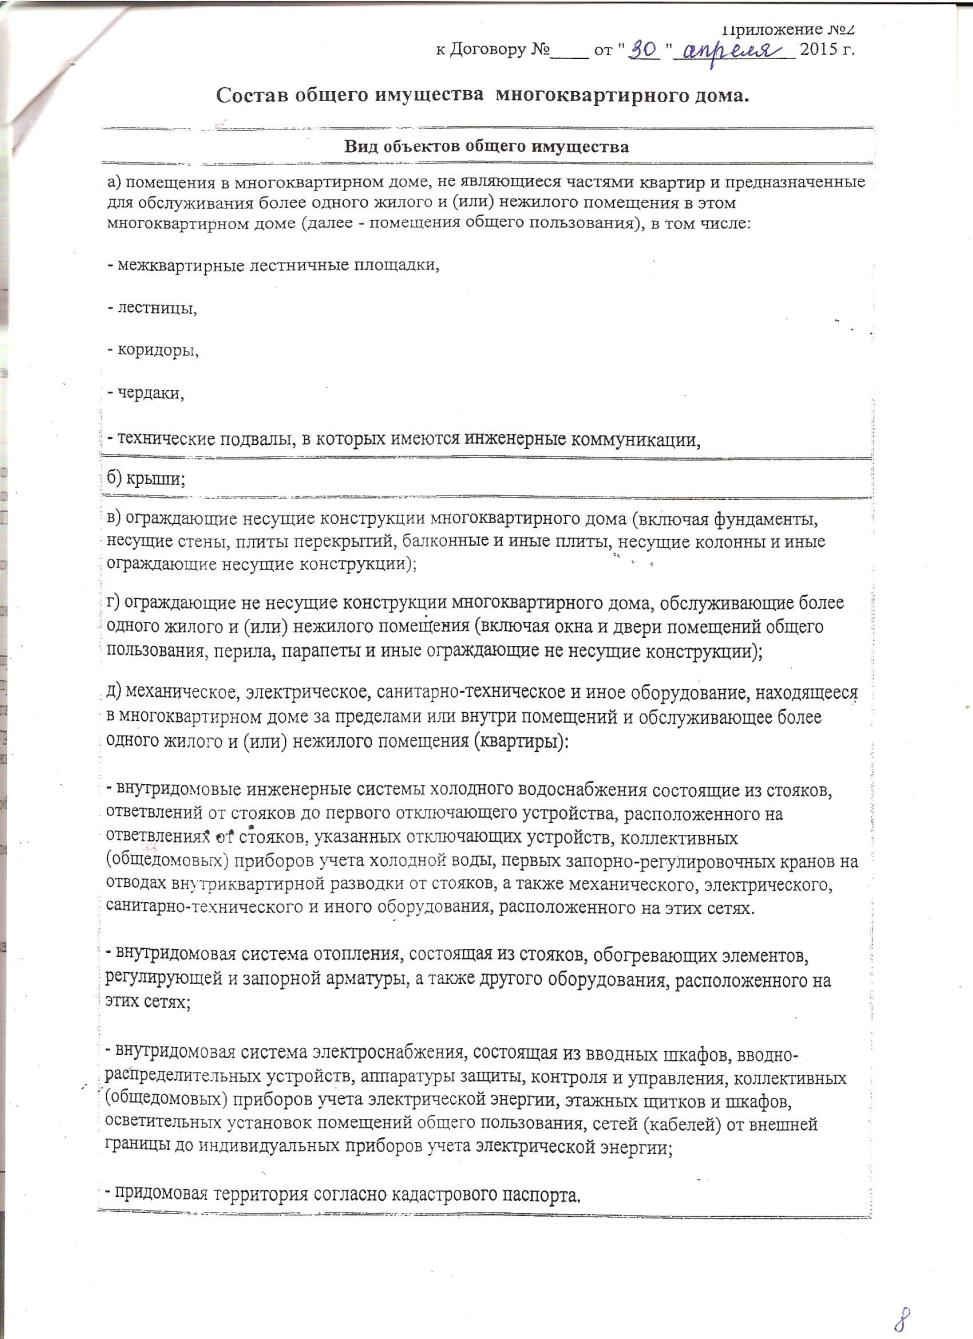 Приложение №2
к Договору №____ от " 30 " апреля 2015 г.
Состав общего имущества многоквартирного дома.
Вид объектов общего имущества
а) помещения в многоквартирном доме, не являющиеся частями квартир и предназначенные
для обслуживания более одного жилого и (или) нежилого помещения в этом
многоквартирном доме (далее - помещения общего пользования), в том числе:
- межквартирные лестничные площадки,
- лестницы,
- коридоры,
- чердаки,
- технические подвалы, в которых имеются инженерные коммуникации,
б) крыши;
в) ограждающие несущие конструкции многоквартирного дома (включая фундаменты,
несущие стены, плиты перекрытий, балконные и иные плиты, несущие колонны и иные
ограждающие несущие конструкции);
г) ограждающие не несущие конструкции многоквартирного дома, обслуживающие более
одного жилого и (или) нежилого помещения (включая окна и двери помещений общего
пользования, перила, парапеты и иные ограждающие не несущие конструкции);
д) механическое, электрическое, санитарно-техническое и иное оборудование, находящееся
в многоквартирном доме за пределами или внутри помещений и обслуживающее более
одного жилого и (или) нежилого помещения (квартиры):
- внутридомовые инженерные системы холодного водоснабжения состоящие из стояков,
ответвлений от стояков до первого отключающего устройства, расположенного на
ответвлениях от стояков, указанных отключающих устройств, коллективных
(общедомовых) приборов учета холодной воды, первых запорно-регулировочных кранов на
отводах внутриквартирной разводки от стояков, а также механического, электрического,
санитарно-технического и иного оборудования, расположенного на этих сетях.
- внутридомовая система отопления, состоящая из стояков, обогревающих элементов,
регулирующей и запорной арматуры, а также другого оборудования, расположенного на
этих сетях;
- внутридомовая система электроснабжения, состоящая из вводных шкафов, вводно-
распределительных устройств, аппаратуры защиты, контроля и управления, коллективных
(общедомовых) приборов учета электрической энергии, этажных щитков и шкафов,
осветительных установок помещений общего пользования, сетей (кабелей) от внешней
границы до индивидуальных приборов учета электрической энергии;
- придомовая территория согласно кадастрового паспорта.
8